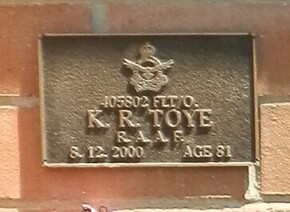 405802 FLT/O.
K. R. TOYE
R. A. A. F.
8. 12. 2000 AGE 81